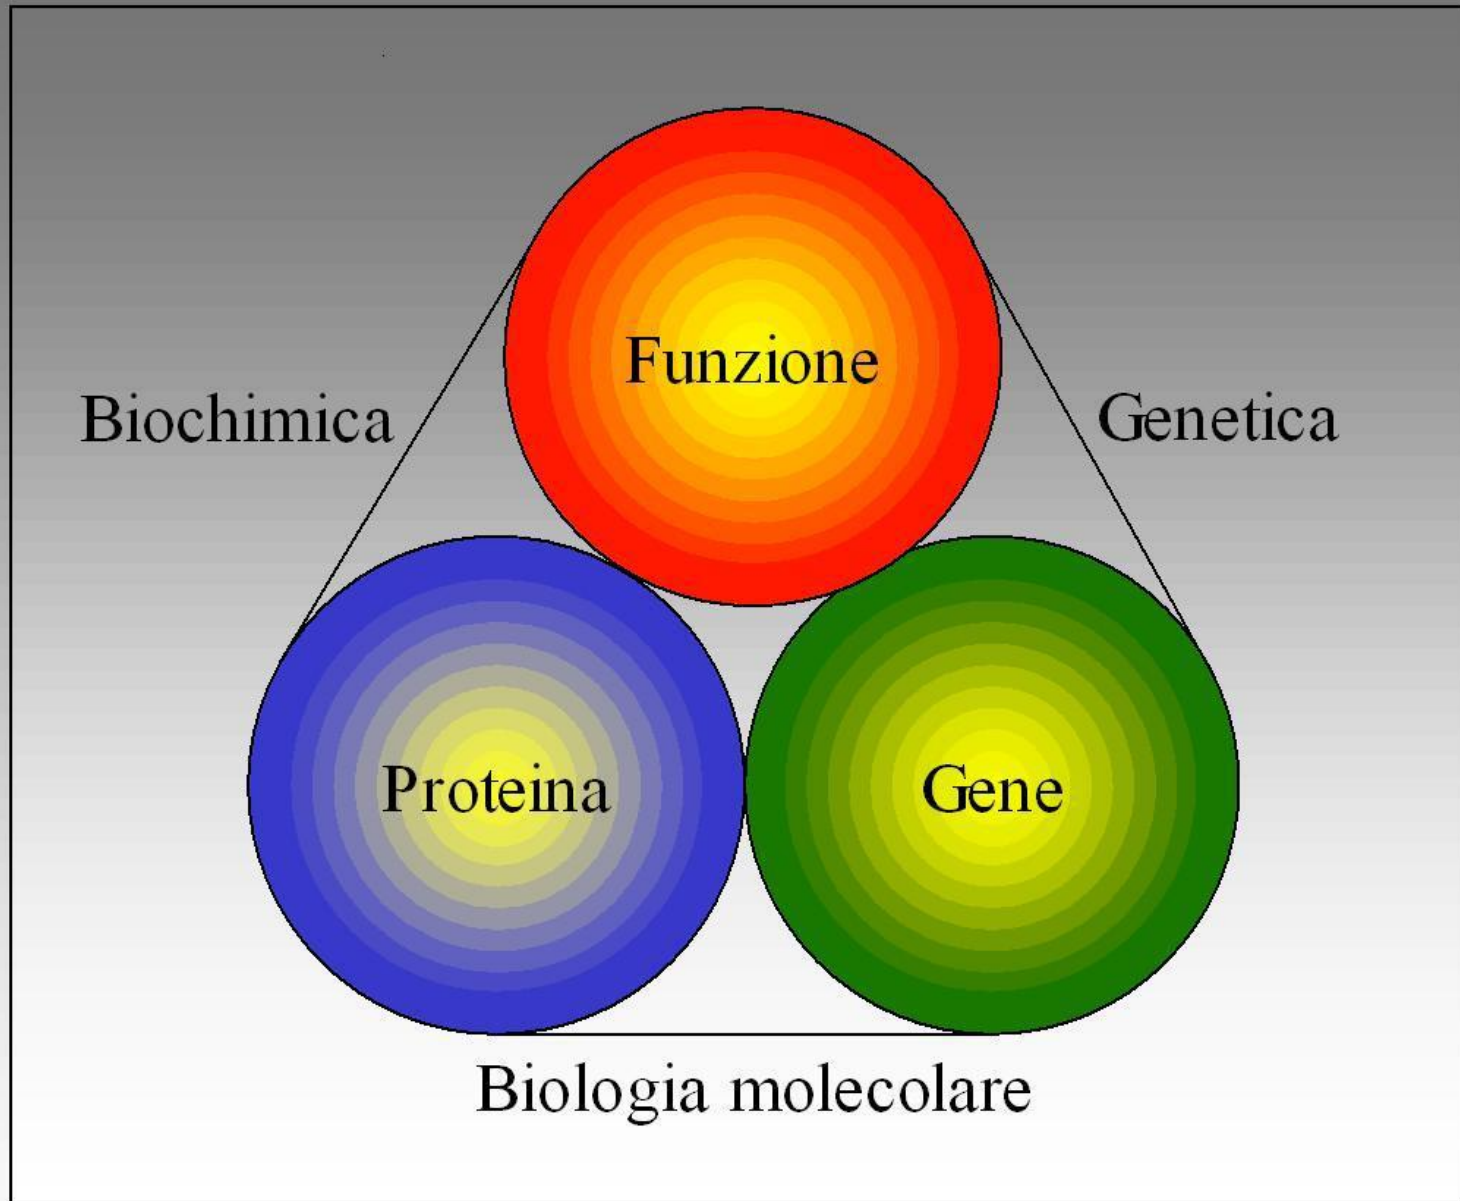 Funzione
Biochimica
Genetica
Proteina
Gene
Biologia molecolare